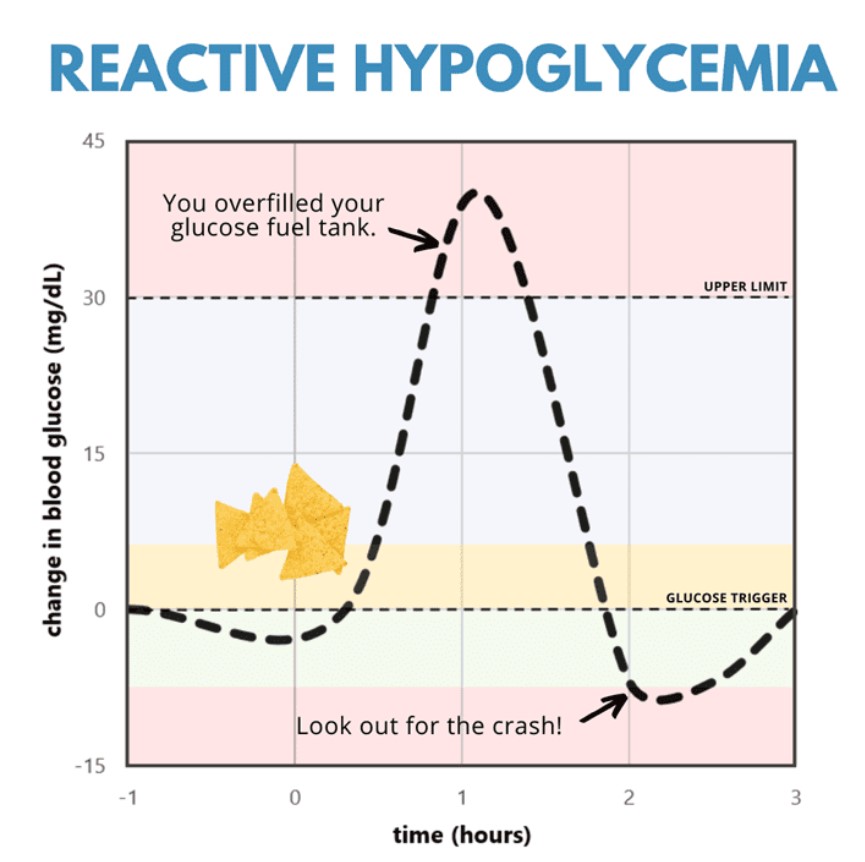 REACTIVE HYPOGLYCEMIA
45
You overfilled your
glucose fuel tank.
UPPER LIMIT
30
change in blood glucose (mg/dL)
15
GLUCOSE TRIGGER
0
Look out for the crash!
-15
-1 0 1 2 3
time (hours)